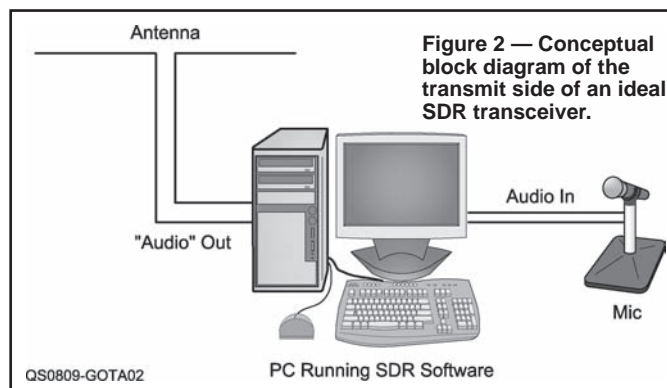 Antenna
Figure 2 — Conceptual
block diagram of the
transmit side of an ideal
SDR transceiver.
Audio In
"Audio" Out
Mic
PC Running SDR Software
QS0809-GOTA02